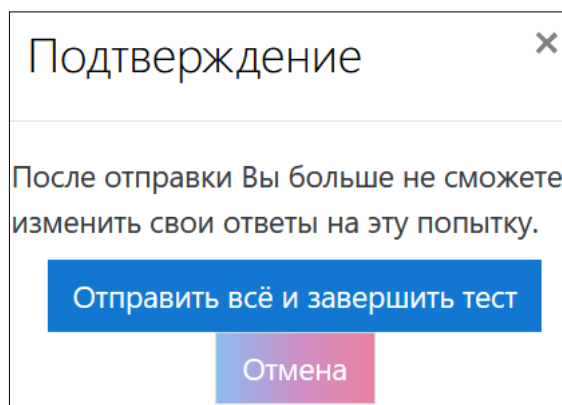 Подтверждение
После отправки Вы больше не сможете
изменить свои ответы на эту попытку.
Отправить всё и завершить тест
Отмена